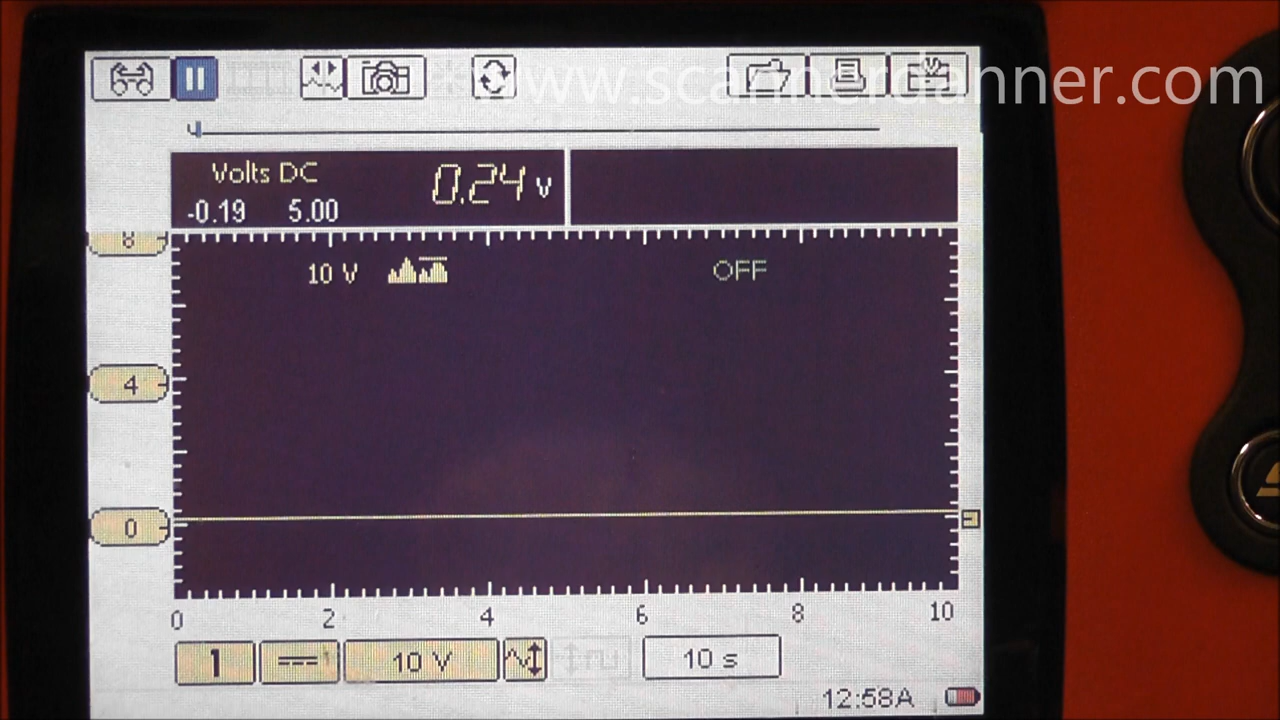 www.scannerdanner.com
Volts DC
0.24 v
-0.19 5.00
8
10 V
OFF
4
0
0 2 4 6 8 10
1
10 V
10 s
12:58A